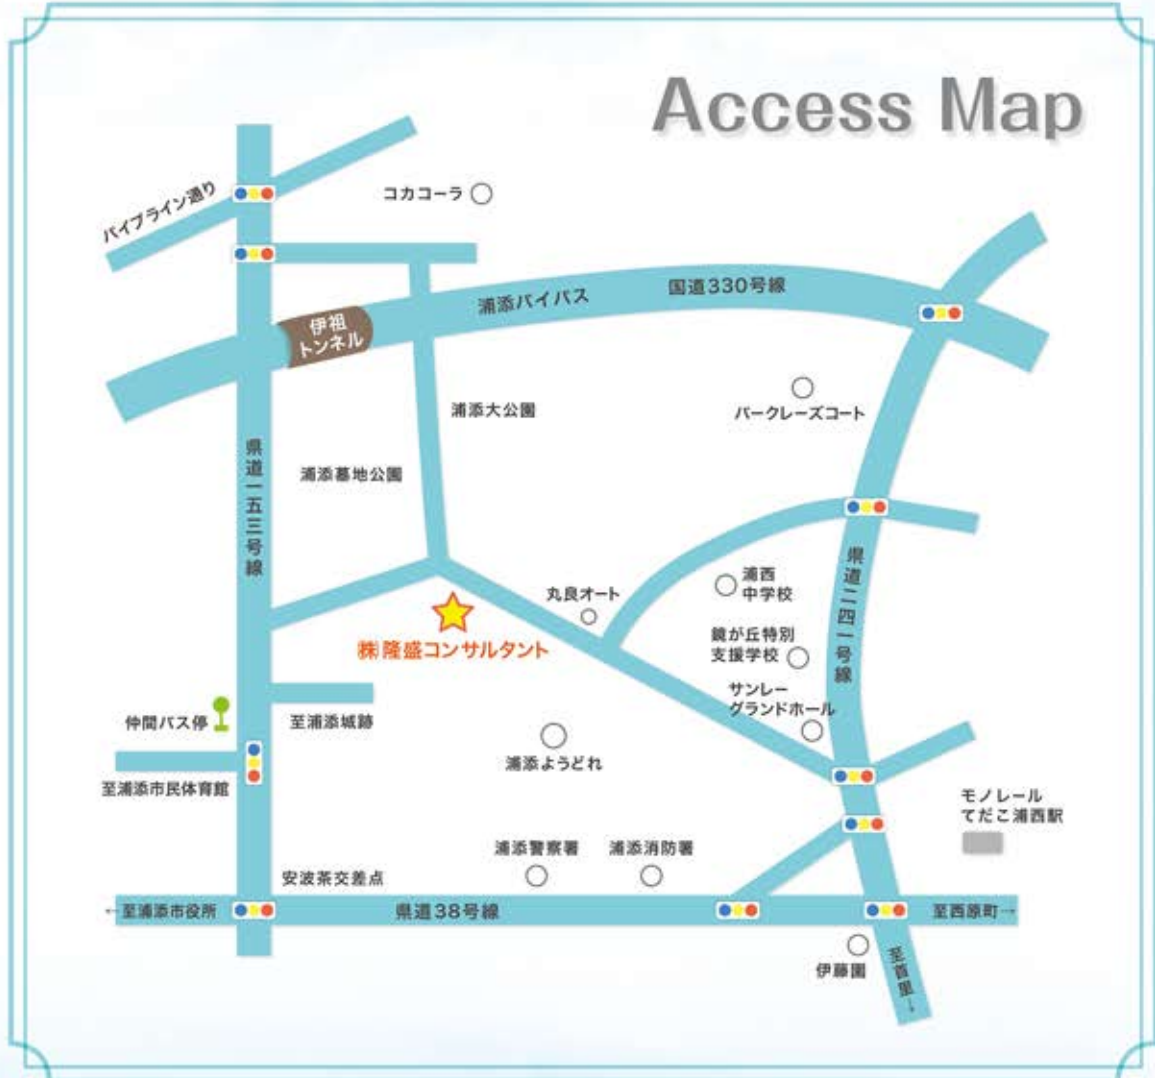 Access Map
パイプライン通り
コカコーラ
伊祖
トンネル
浦添バイパス
国道330号線
浦添大公園
パークレーズコート
県道一五三号線
浦添墓地公園
丸良オート
浦西
中学校
県道二四一号線
鏡が丘特別
支援学校
㈱隆盛コンサルタント
サンレー
グランドホール
仲間バス停
至浦添城跡
浦添ようどれ
至浦添市民体育館
モノレール
てだこ浦西駅
浦添警察署
浦添消防署
安波茶交差点
←至浦添市役所
県道38号線
至西原町→
伊藤園
至首里→